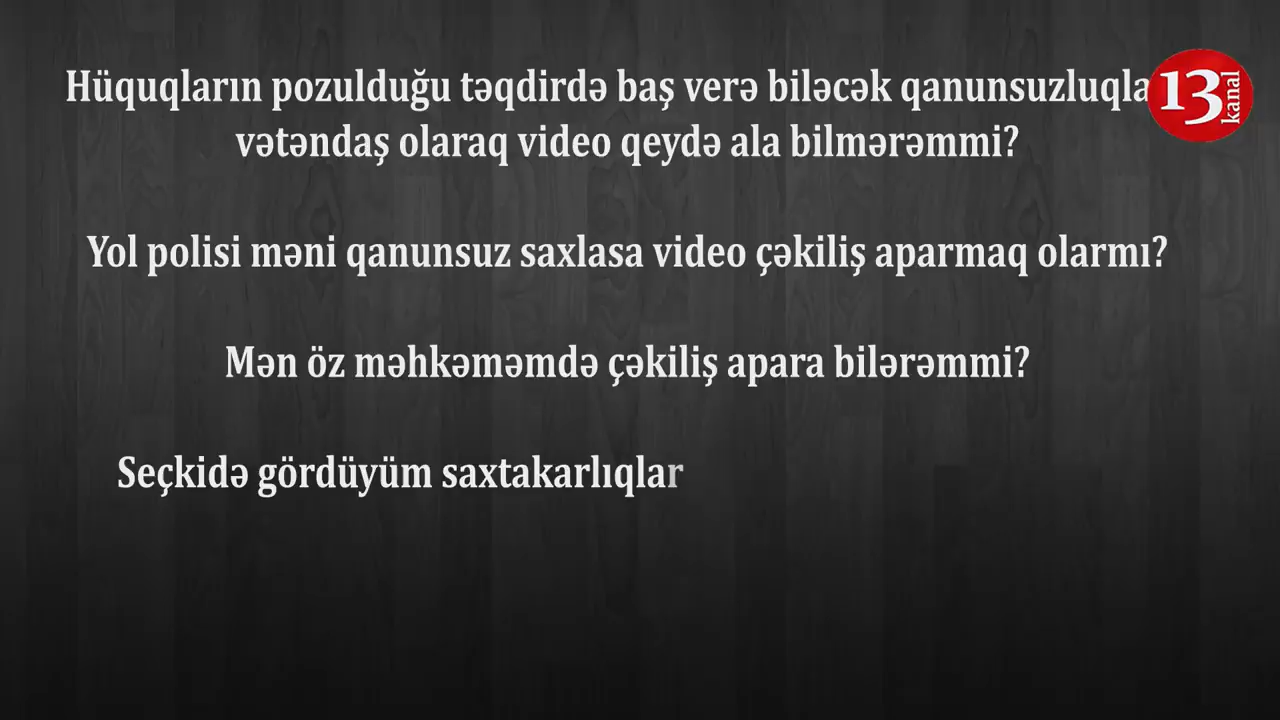 Hüquqların pozulduğu təqdirdə baş verə biləcək qanunsuzluqla
vətəndaş olaraq video qeydə ala bilmərəmmi?
Yol polisi məni qanunsuz saxlasa video çəkiliş aparmaq olarmı?
Mən öz məhkəməmdə çəkiliş apara bilərəmmi?
Seçkidə gördüyüm saxtakarlıqlar
13 kanal